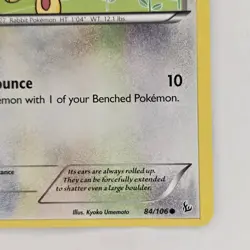 Rabbit Pokémon. HT: 1'04" WT: 12.1 lbs.
ounce 10
émon with 1 of your Benched Pokémon.
tance
Its ears are always rolled up.
They can be forcefully extended
to shatter even a large boulder.
Illus. Kyoko Umemoto 84/106